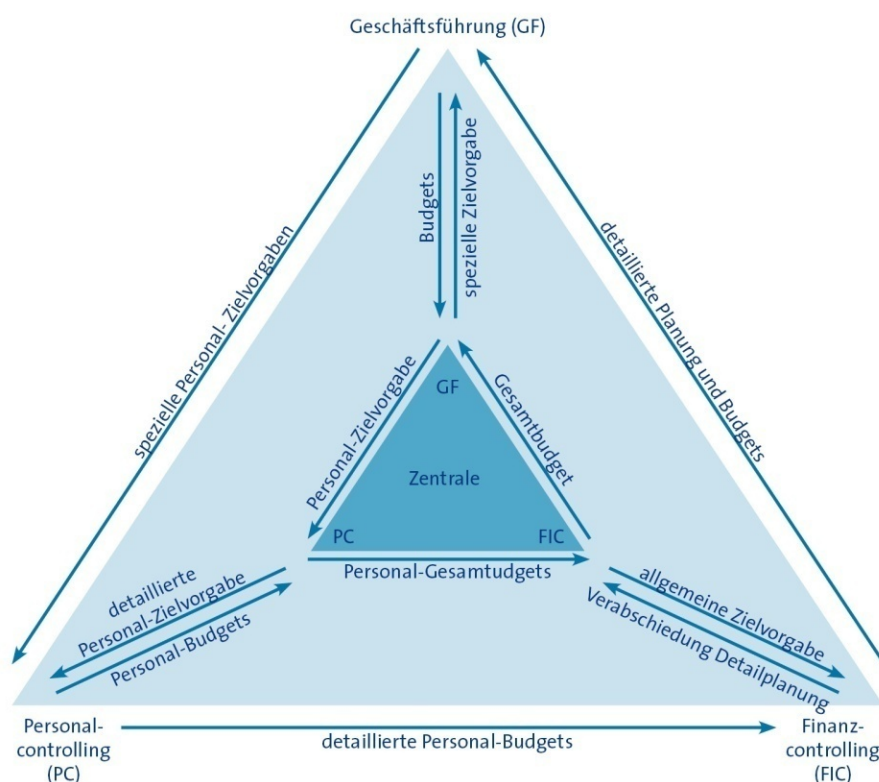 Geschäftsführung (GF)
Budgets
spezielle Zielvorgabe
spezielle Personal- Zielvorgaben
detaillierte Planung und Budgets
Personal-Zielvorgabe
GF
Gesamtbudget
Zentrale
PC
FIC
Personal-Gesamtudgets
detaillierte
Personal-Zielvorgabe
Personal-Budgets
allgemeine Zielvorgabe
Verabschiedung Detailplanung
Personal-
controlling
(PC)
detaillierte Personal-Budgets
Finanz-
controlling
(FIC)